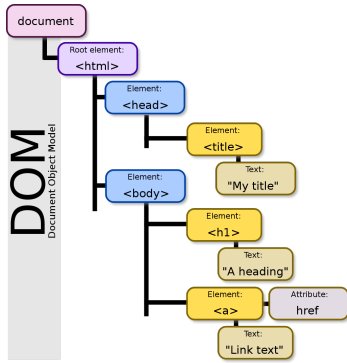 document
Root element:
<html>
Element:
<head>
Element:
<title>
Text:
"My title"
Element:
<body>
Element:
<h1>
Text:
"A heading"
Element:
<a>
Attribute:
href
Text:
"Link text"
DOM
Document Object Model